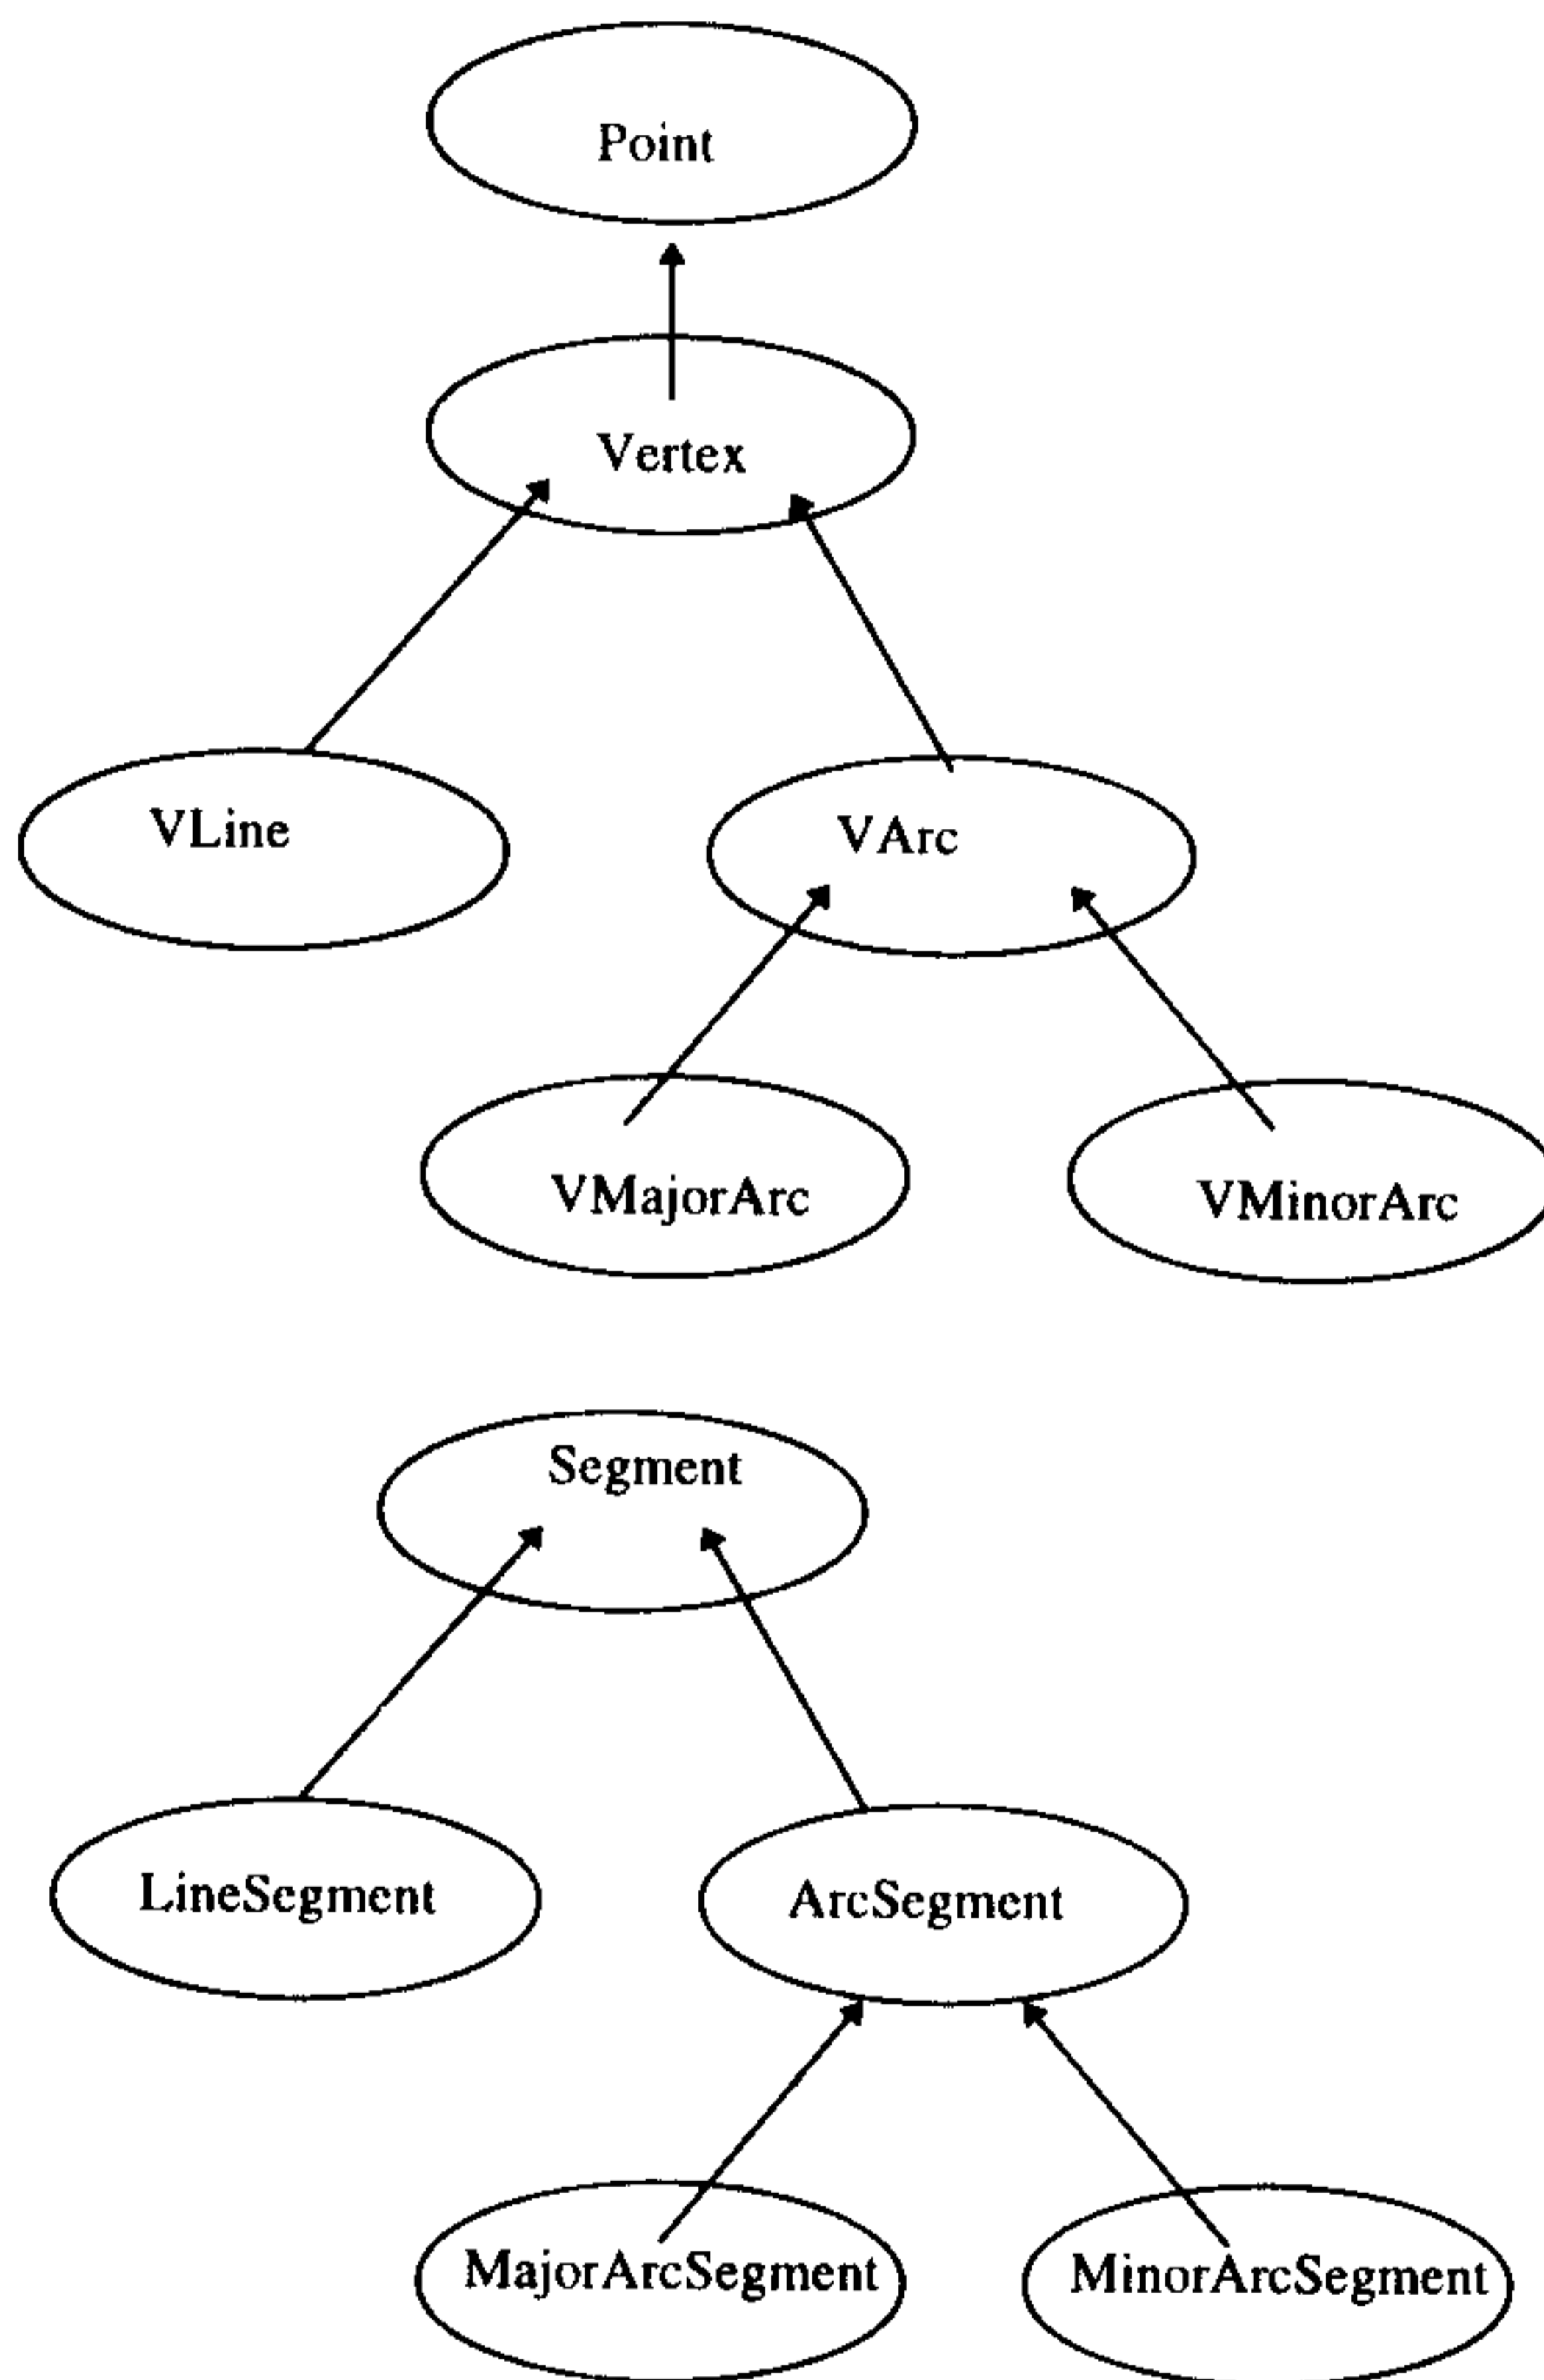 Point
Vertex
VLine
VArc
VMajorArc
VMinorArc
Segment
LineSegment
ArcSegment
MajorArcSegment
MinorArcSegment